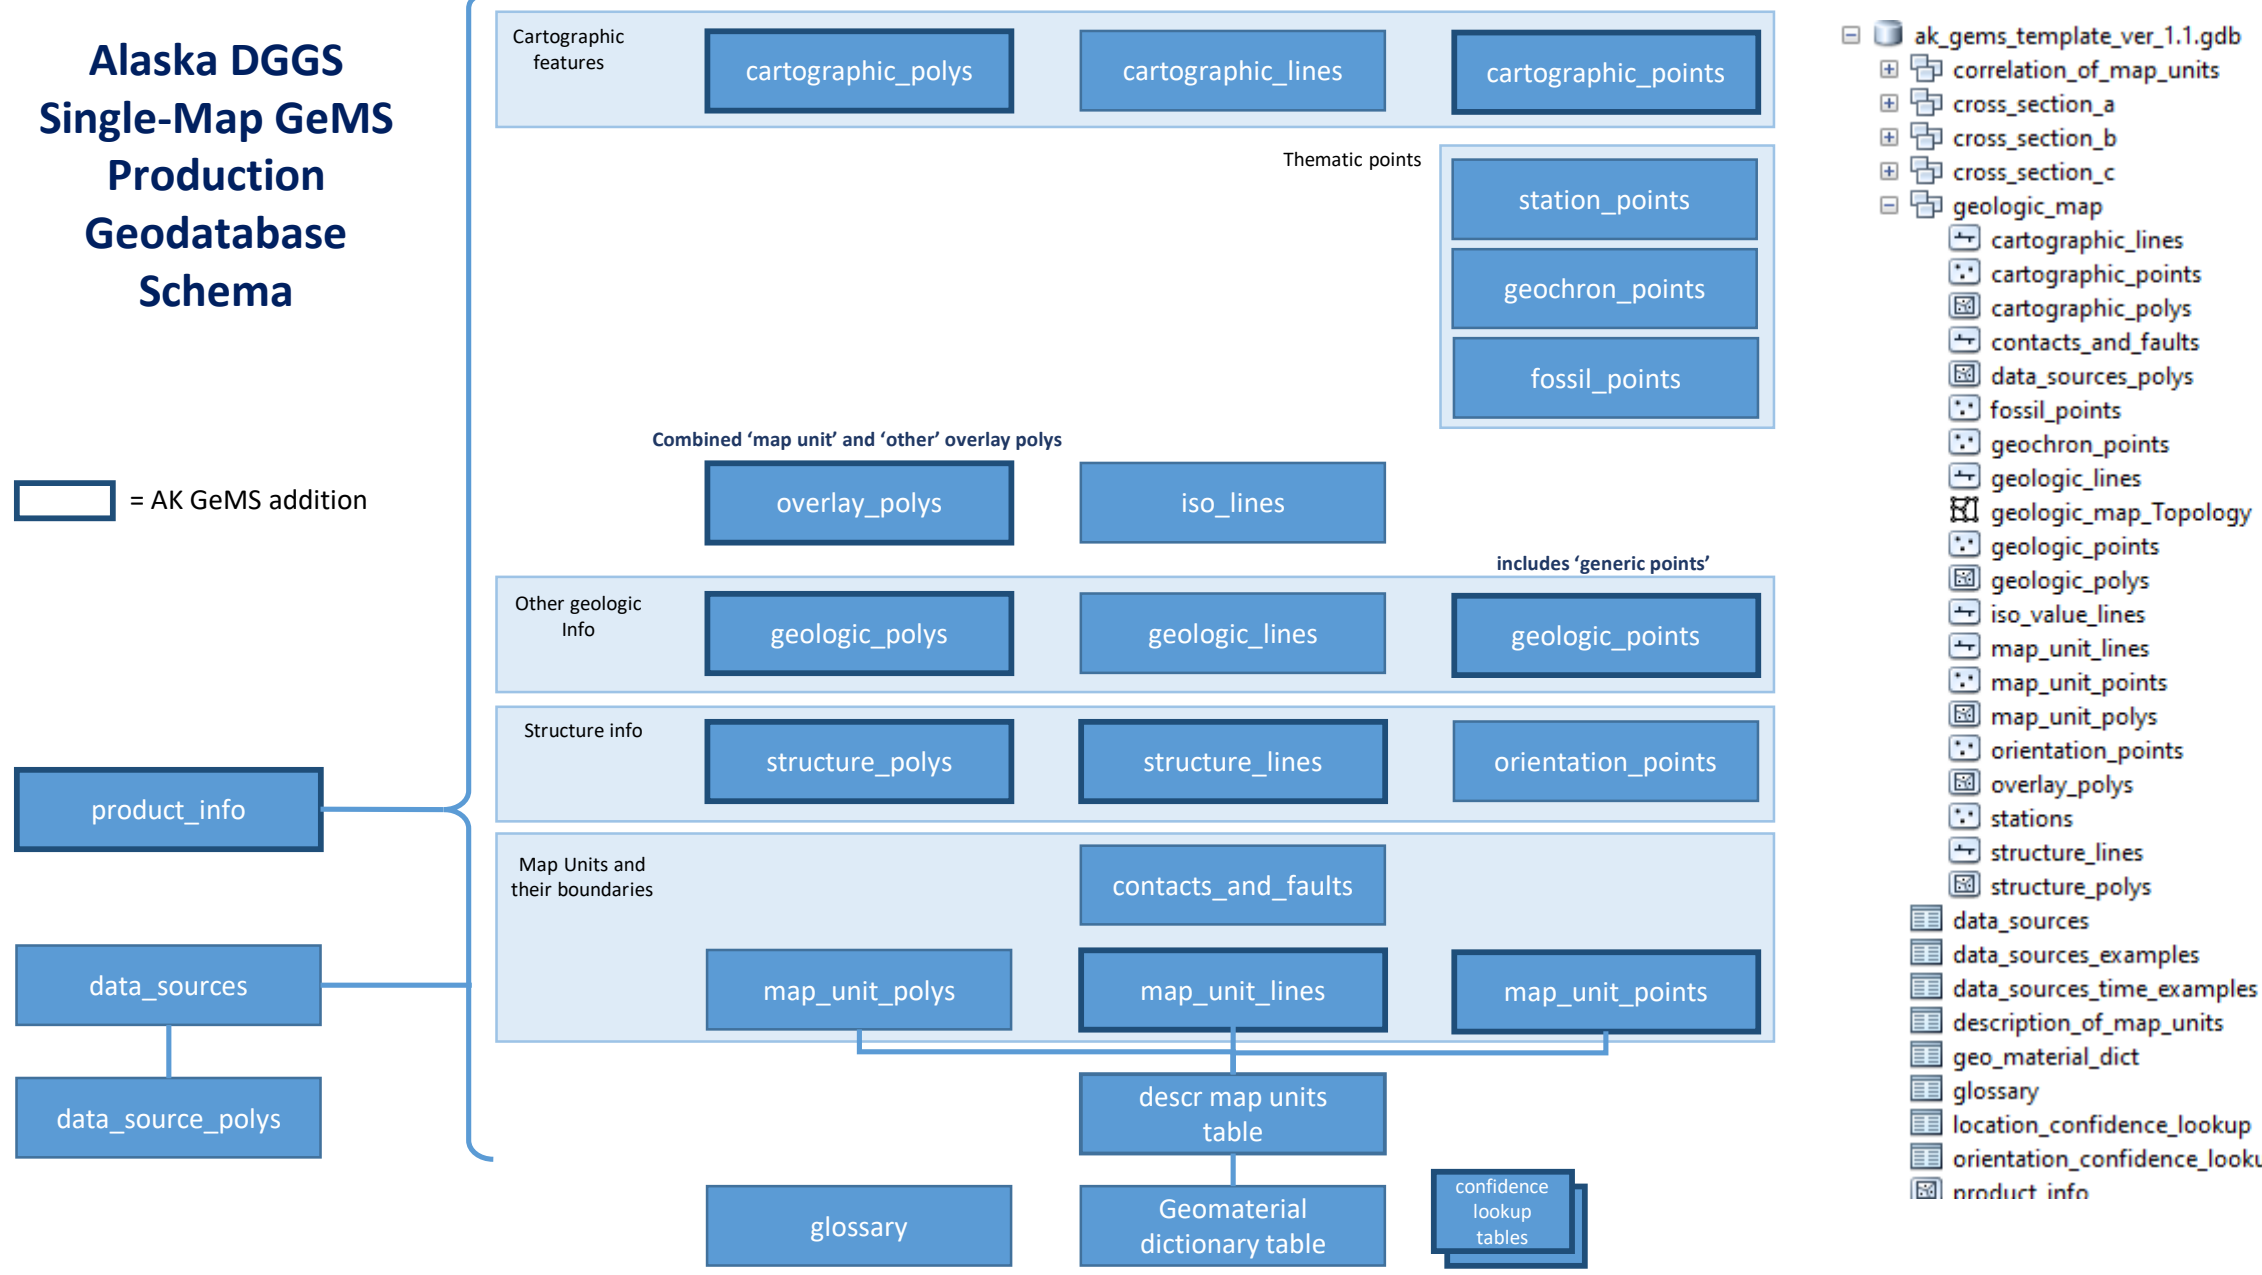 Alaska DGGS
Single-Map GeMS
Production
Geodatabase
Schema
= AK GeMS addition
product_info
data_sources
data_source_polys
Cartographic
features
cartographic_polys
cartographic_lines
cartographic_points
Thematic points
station_points
geochron_points
fossil_points
Combined ‘map unit’ and ‘other’ overlay polys
overlay_polys
iso_lines
includes ‘generic points’
Other geologic
Info
geologic_polys
geologic_lines
geologic_points
Structure info
structure_polys
structure_lines
orientation_points
Map Units and
their boundaries
contacts_and_faults
map_unit_polys
map_unit_lines
map_unit_points
descr map units
table
glossary
Geomaterial
dictionary table
confidence
lookup
tables
ak_gems_template_ver_1.1.gdb
correlation_of_map_units
cross_section_a
cross_section_b
cross_section_c
geologic_map
cartographic_lines
cartographic_points
cartographic_polys
contacts_and_faults
data_sources_polys
fossil_points
geochron_points
geologic_lines
geologic_map_Topology
geologic_points
geologic_polys
iso_value_lines
map_unit_lines
map_unit_points
map_unit_polys
orientation_points
overlay_polys
stations
structure_lines
structure_polys
data_sources
data_sources_examples
data_sources_time_examples
description_of_map_units
geo_material_dict
glossary
location_confidence_lookup
orientation_confidence_looku
product_info